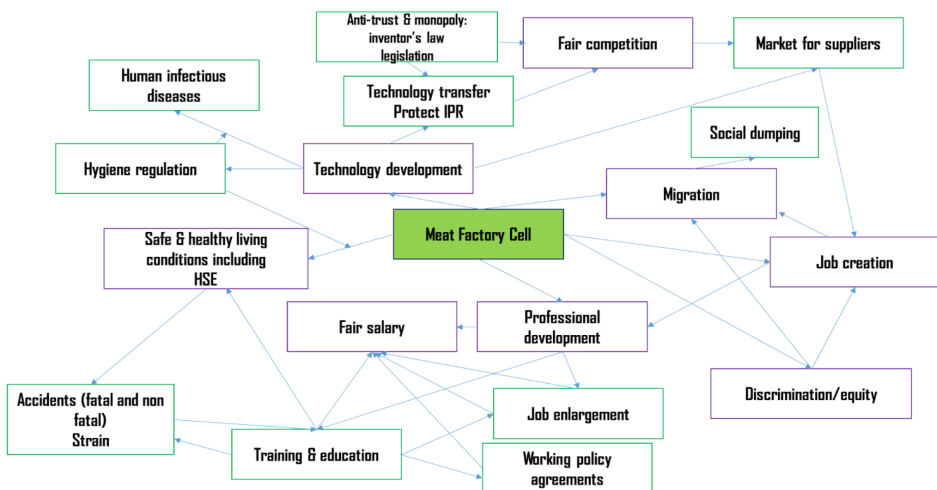 Anti-trust & monopoly:
inventor's law
legislation
Fair competition
Market for suppliers
Human infectious
diseases
Technology transfer
Protect IPR
Social dumping
Hygiene regulation
Technology development
Migration
Meat Factory Cell
Safe & healthy living
conditions including
HSE
Job creation
Fair salary
Professional
development
Discrimination/equity
Accidents (fatal and non
fatal)
Strain
Job enlargement
Training & education
Working policy
agreements